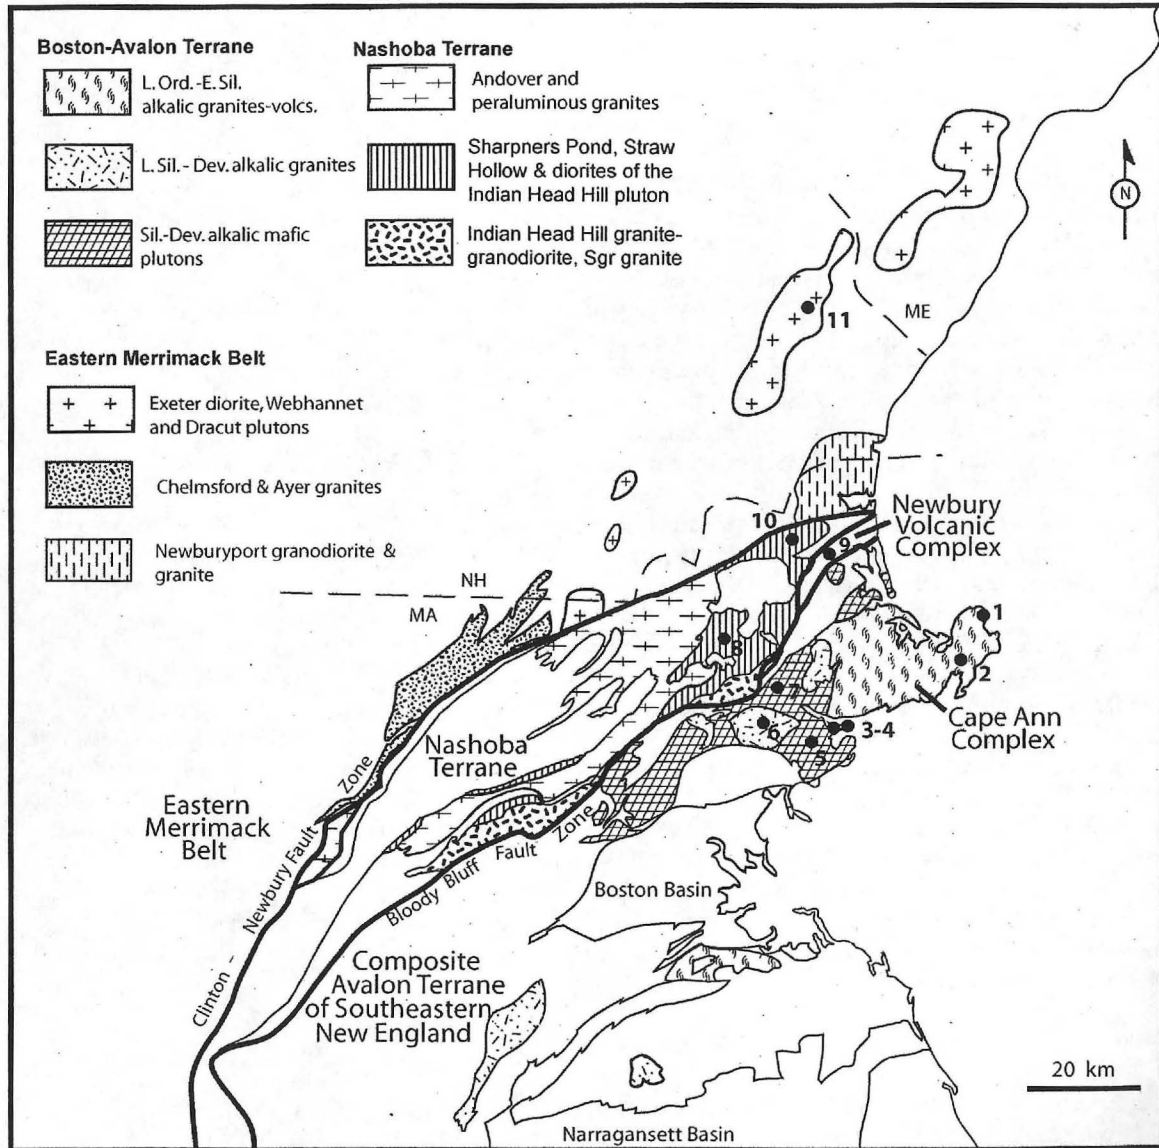 Boston-Avalon Terrane
L. Ord.-E. Sil.
alkalic granites-volcs.
L.Sil.- Dev. alkalic granites
Sil.-Dev. alkalic mafic
plutons
Nashoba Terrane
Andover and
peraluminous granites
Sharpners Pond, Straw
Hollow & diorites of the
Indian Head Hill pluton
Indian Head Hill granite-
granodiorite, Sgr granite
Eastern Merrimack Belt
Exeter diorite, Webhannet
and Dracut plutons
Chelmsford & Ayer granites
Newburyport granodiorite &
granite
N
ME
11
10
Newbury
Volcanic
Complex
9
NH
MA
1
8
2
7
6
3-4
5
Cape Ann
Complex
Nashoba
Terrane
Eastern
Merrimack
Belt
Clinton - Newbury Fault Zone
Bloody Bluff Fault Zone
Boston Basin
Composite
Avalon Terrane
of Southeastern
New England
20 km
Narragansett Basin